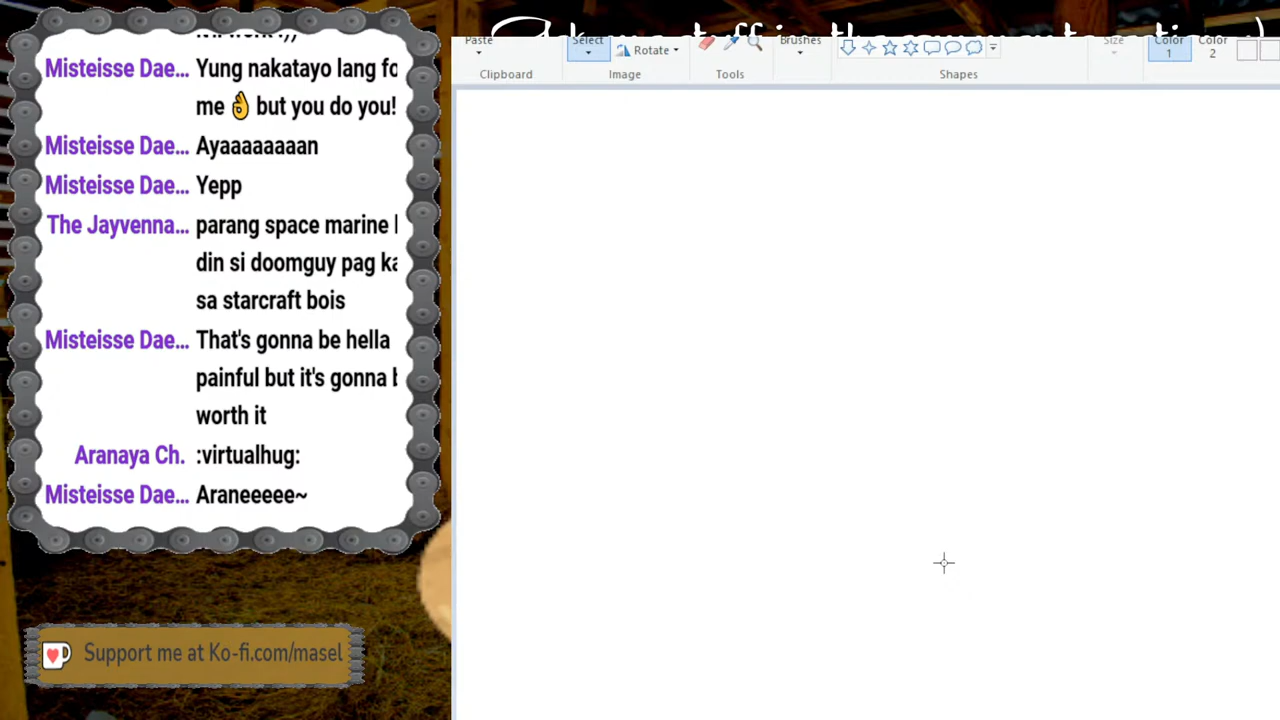 Misteisse Dae... Yung nakatayo lang fo
me 👌 but you do you!
Misteisse Dae... Ayaaaaaaaan
Misteisse Dae... Yepp
The Jayvenna... parang space marine
din si doomguy pag ka
sa starcraft bois
Misteisse Dae... That's gonna be hella
painful but it's gonna
worth it
Aranaya Ch. :virtualhug:
Misteisse Dae... Araneeeee~
Support me at Ko-fi.com/masel
Paste Select Rotate Brushes Size Color 1 Color 2
Clipboard Image Tools Shapes